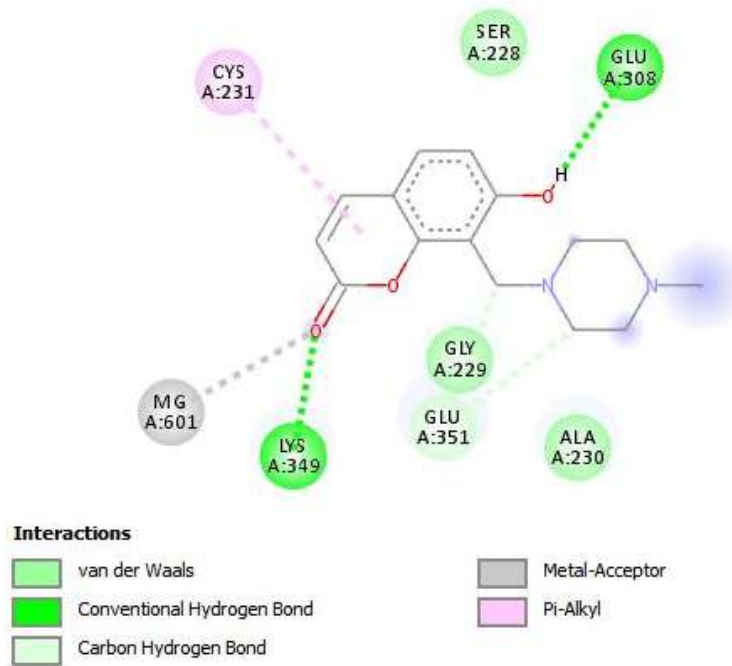 SER
A:228
GLU
A:308
CYS
A:231
H
O
O
O
N
N
GLY
A:229
GLU
A:351
MG
A:601
LYS
A:349
ALA
A:230
Interactions
van der Waals
Conventional Hydrogen Bond
Carbon Hydrogen Bond
Metal-Acceptor
Pi-Alkyl